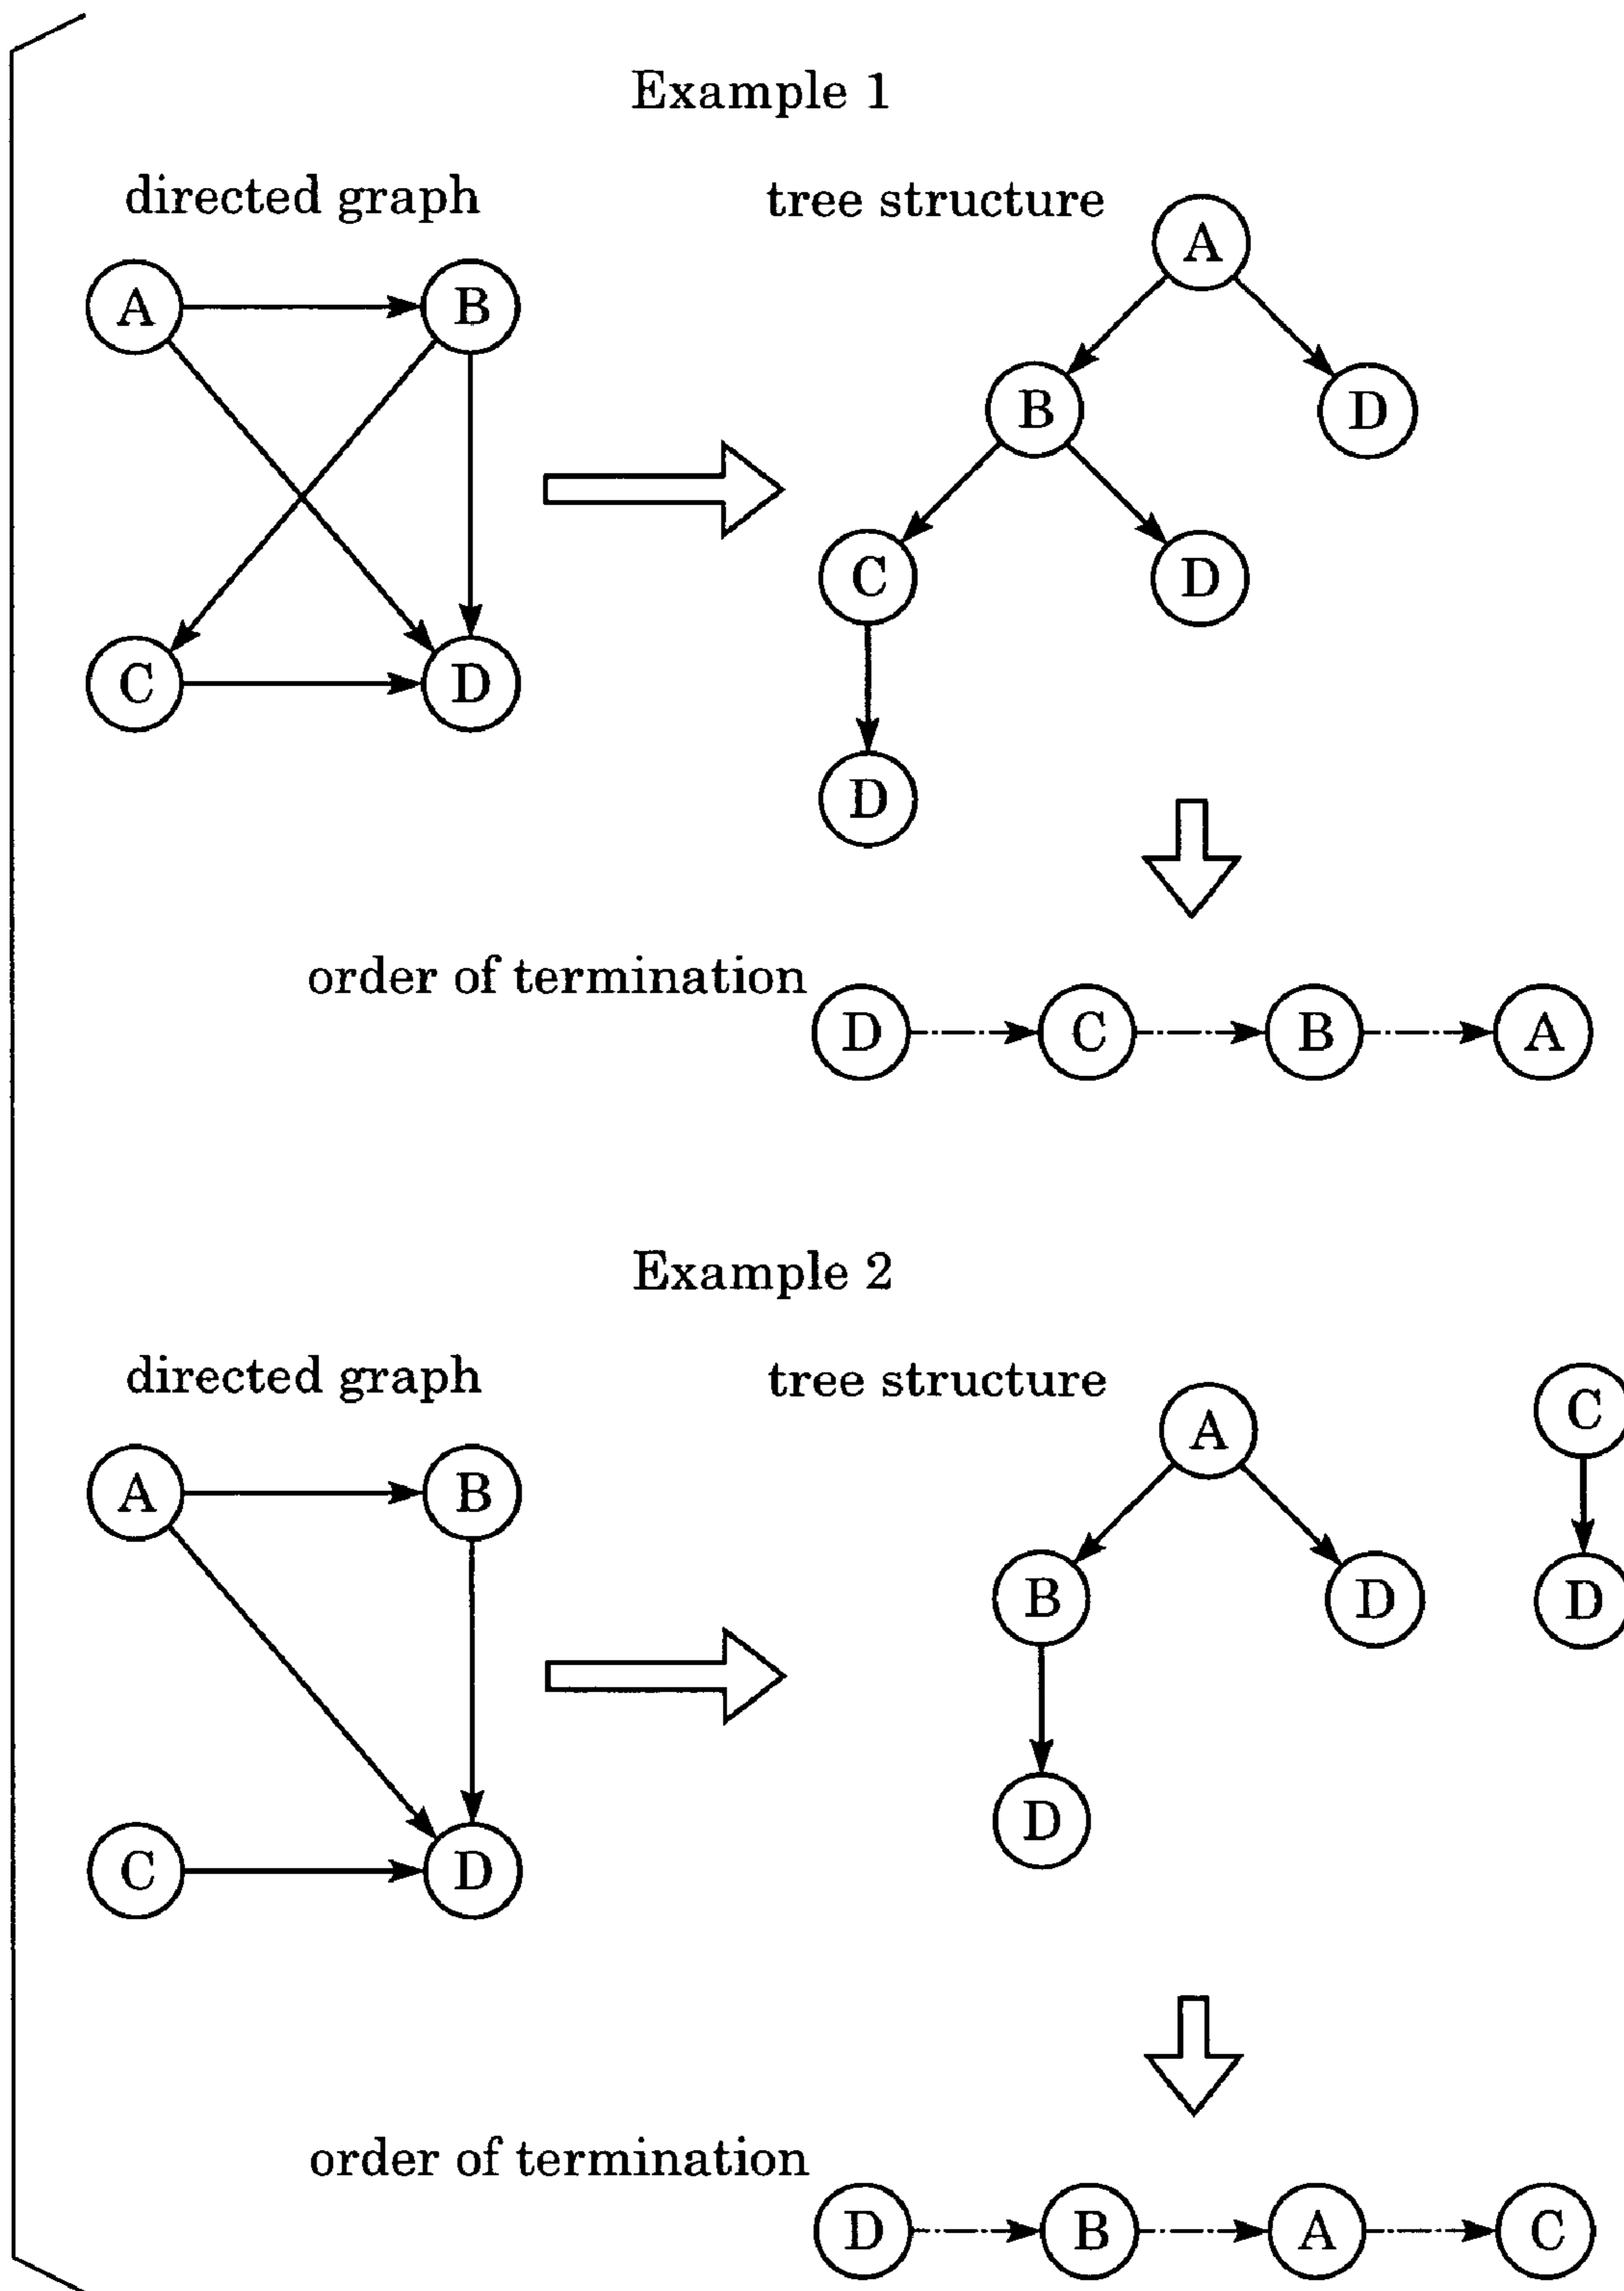 Example 1
directed graph
tree structure
A
A B
B D
C D
C D
D
order of termination
D C B A
Example 2
directed graph
tree structure
A
C
A B
B D D
D
C D
order of termination
D B A C